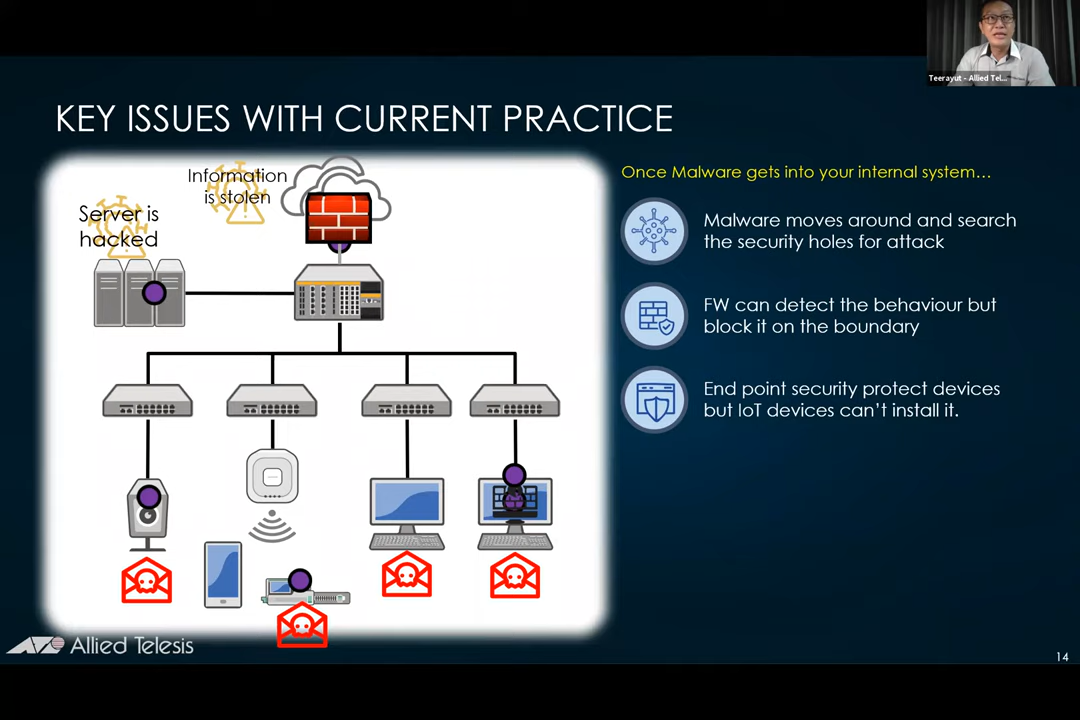 Teerayut - Allied Tel...
KEY ISSUES WITH CURRENT PRACTICE
Information
is stolen
Server is
hacked
Once Malware gets into your internal system...
Malware moves around and search
the security holes for attack
FW can detect the behaviour but
block it on the boundary
End point security protect devices
but IoT devices can't install it.
Allied Telesis
14